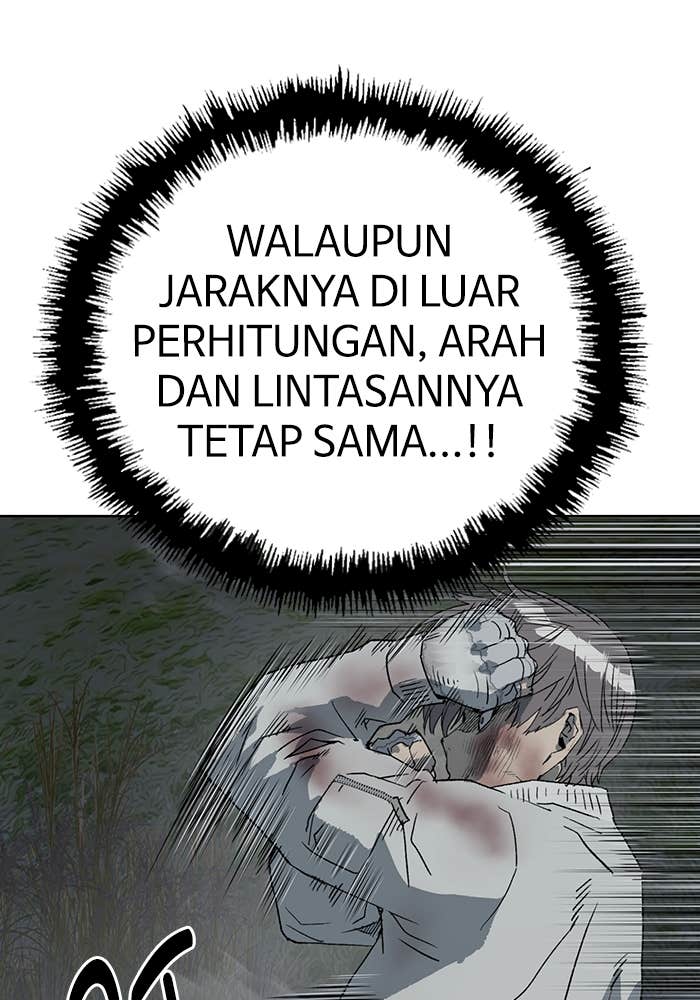 WALAUPUN
JARAKNYA DI LUAR
PERHITUNGAN, ARAH
DAN LINTASANNYA
TETAP SAMA...!!